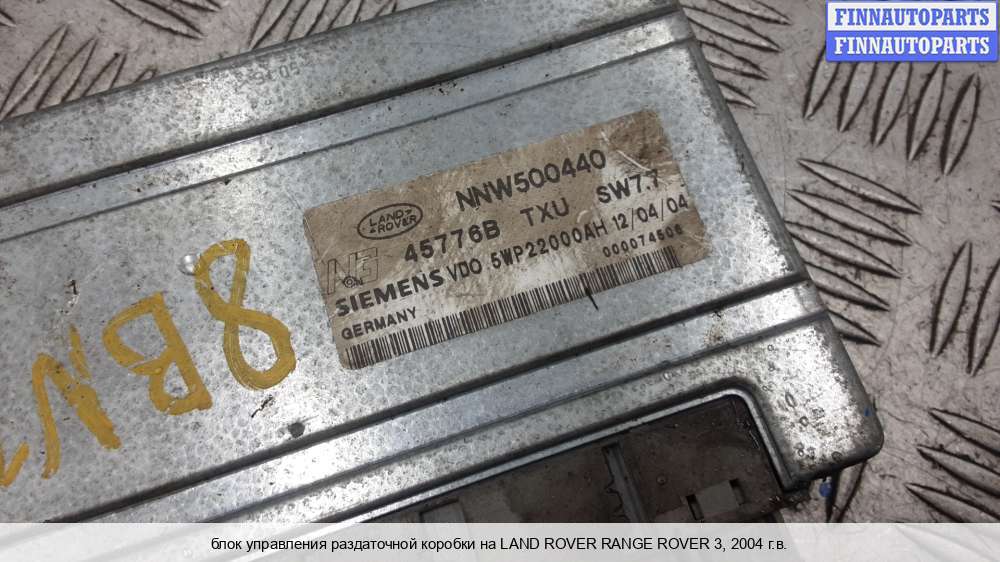 FINNAUTOPARTS
FINNAUTOPARTS
LAND ROVER
NNW500440
45776B TXU SW7.7
SIEMENS VDO 5WP22000AH 12/04/04
000074506
GERMANY
8BN
блок управления раздаточной коробки на LAND ROVER RANGE ROVER 3, 2004 г.в.